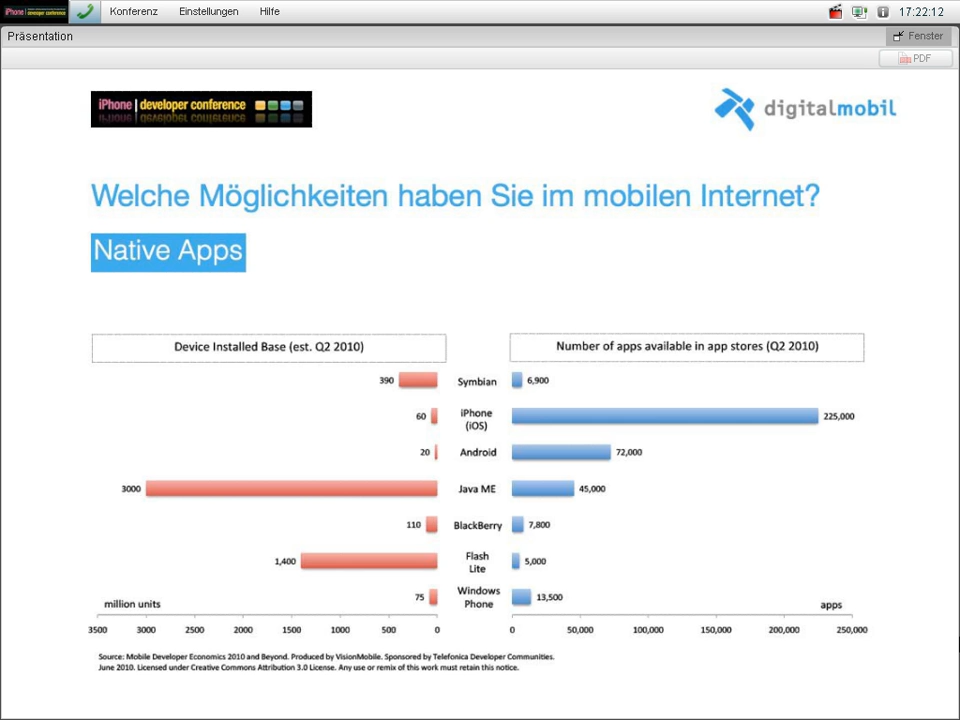 iPhone developer conference
Konferenz Einstellungen Hilfe
17:22:12
Präsentation
Fenster
PDF
iPhone | developer conference
digitalmobil
Welche Möglichkeiten haben Sie im mobilen Internet?
Native Apps
Device Installed Base (est. Q2 2010)
Number of apps available in app stores (Q2 2010)
390 Symbian 6,900
60 iPhone (iOS) 225,000
20 Android 72,000
3000 Java ME 45,000
110 BlackBerry 7,800
1,400 Flash Lite 5,000
75 Windows Phone 13,500
million units
apps
3500 3000 2500 2000 1500 1000 500 0
0 50,000 100,000 150,000 200,000 250,000
Source: Mobile Developer Economics 2010 and Beyond. Produced by VisionMobile. Sponsored by Telefonica Developer Communities.
June 2010. Licensed under Creative Commons Attribution 3.0 License. Any use or remix of this work must retain this notice.